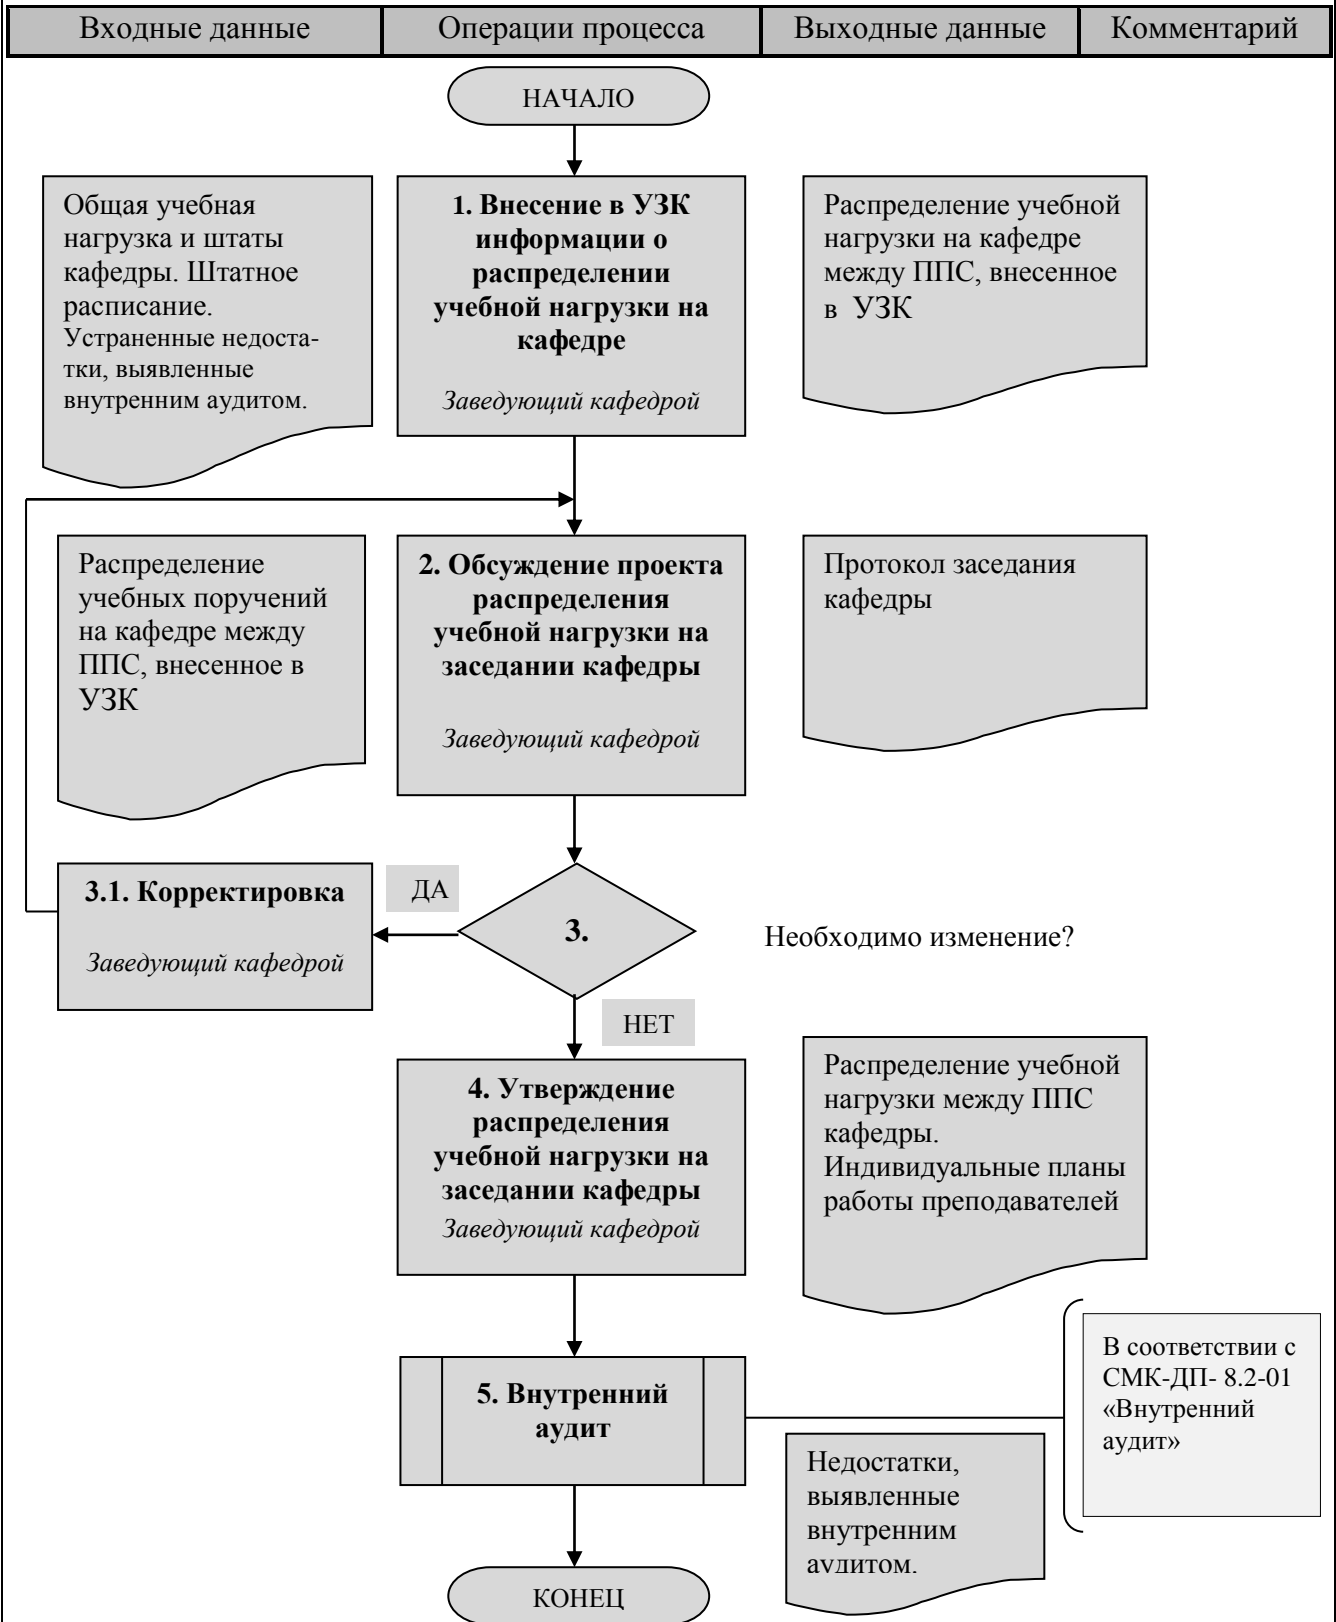 Входные данные
Операции процесса
Выходные данные
Комментарий
НАЧАЛО
Общая учебная
нагрузка и штаты
кафедры. Штатное
расписание.
Устраненные недоста-
тки, выявленные
внутренним аудитом.
1. Внесение в УЗК
информации о
распределении
учебной нагрузки на
кафедре
Заведующий кафедрой
Распределение учебной
нагрузки на кафедре
между ППС, внесенное
в УЗК
Распределение
учебных поручений
на кафедре между
ППС, внесенное в
УЗК
2. Обсуждение проекта
распределения
учебной нагрузки на
заседании кафедры
Заведующий кафедрой
Протокол заседания
кафедры
3.1. Корректировка
Заведующий кафедрой
ДА
3.
Необходимо изменение?
НЕТ
4. Утверждение
распределения
учебной нагрузки на
заседании кафедры
Заведующий кафедрой
Распределение учебной
нагрузки между ППС
кафедры.
Индивидуальные планы
работы преподавателей
5. Внутренний
аудит
В соответствии с
СМК-ДП- 8.2-01
«Внутренний
аудит»
Недостатки,
выявленные
внутренним
аудитом.
КОНЕЦ